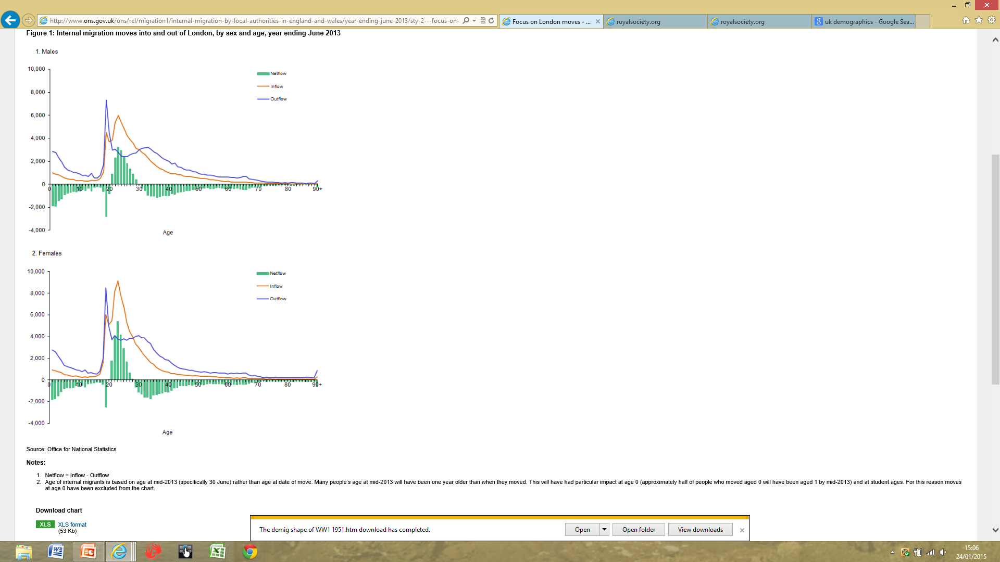 http://www.ons.gov.uk/ons/rel/migration1/internal-migration-by-local-authorities-in-england-and-wales/year-ending-june-2013/sty-2---focus-on-
Focus on London moves - ...
royalsociety.org
royalsociety.org
uk demographics - Google Sea...
Figure 1: Internal migration moves into and out of London, by sex and age, year ending June 2013
1. Males
10,000
8,000
6,000
4,000
2,000
0
-2,000
-4,000
Netflow
Inflow
Outflow
0 10 20 30 40 50 60 70 80 90+
Age
2. Females
10,000
8,000
6,000
4,000
2,000
0
-2,000
-4,000
Netflow
Inflow
Outflow
0 10 20 30 40 50 60 70 80 90+
Age
Source: Office for National Statistics
Notes:
1. Netflow = Inflow - Outflow
2. Age of internal migrants is based on age at mid-2013 (specifically 30 June) rather than age at date of move. Many people's age at mid-2013 will have been one year older than when they moved. This will have had particular impact at age 0 (approximately half of people who moved aged 0 will have been aged 1 by mid-2013) and at student ages. For this reason moves
at age 0 have been excluded from the chart.
Download chart
XLS XLS format
(53 Kb)
The demig shape of WW1 1951.htm download has completed.
Open
Open folder
View downloads
15:06
24/01/2015